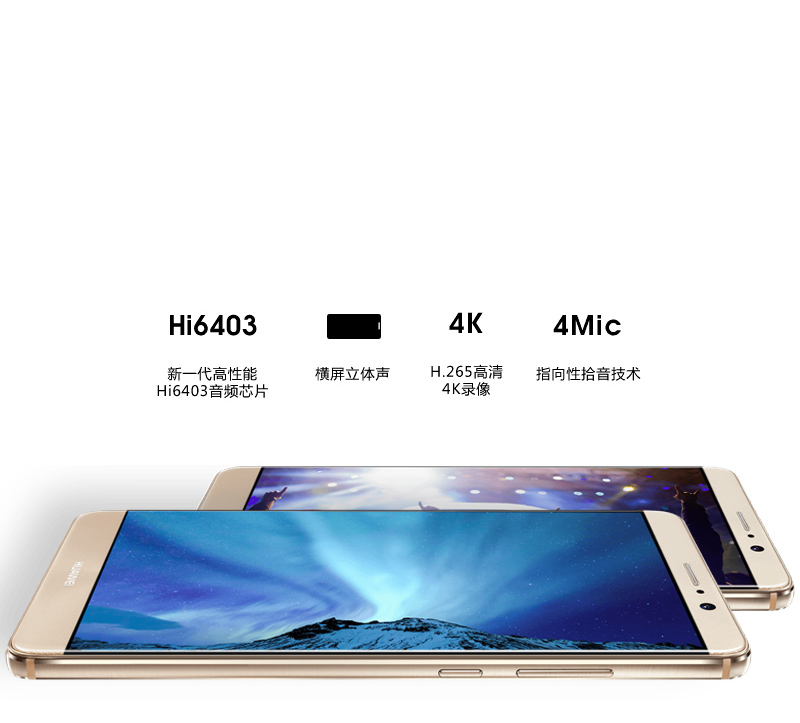 Hi6403
4K
4Mic
新一代高性能
Hi6403音频芯片
横屏立体声
H.265高清
4K录像
指向性拾音技术
HUAWEI